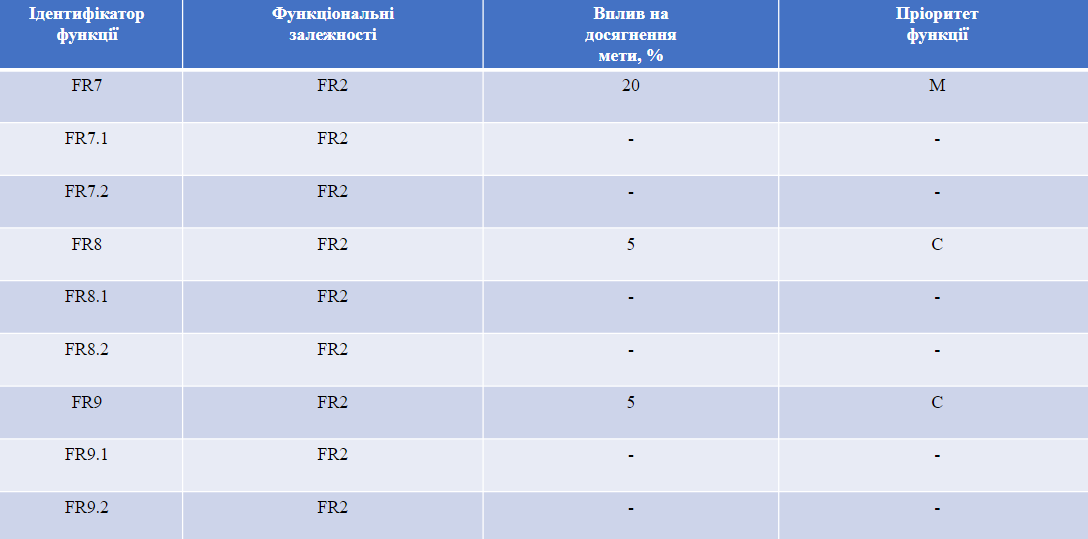 Ідентифікатор функції
Функціональні залежності
Вплив на досягнення мети, %
Пріоритет функції
FR7 FR2 20 M
FR7.1 FR2 - -
FR7.2 FR2 - -
FR8 FR2 5 C
FR8.1 FR2 - -
FR8.2 FR2 - -
FR9 FR2 5 C
FR9.1 FR2 - -
FR9.2 FR2 - -